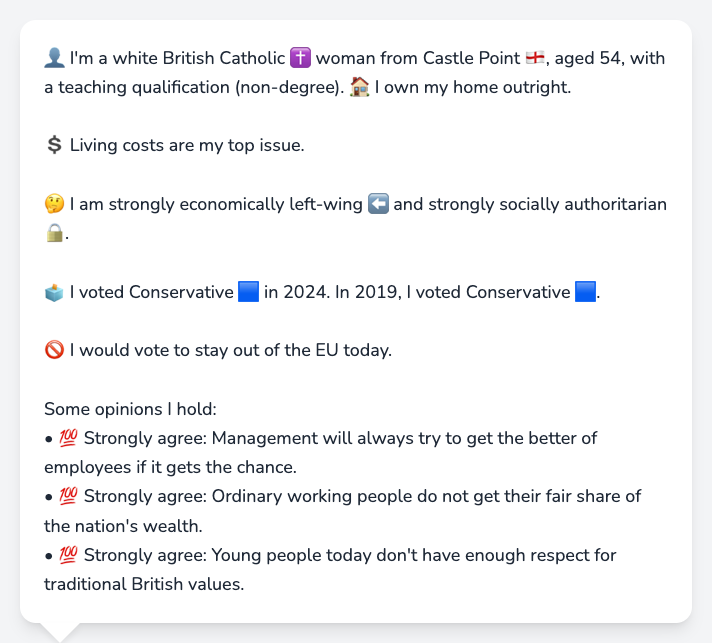 👤 I'm a white British Catholic ✝️ woman from Castle Point 🏴󠁧󠁢󠁥󠁮󠁧󠁿, aged 54, with
a teaching qualification (non-degree). 🏠 I own my home outright.
💲 Living costs are my top issue.
🤔 I am strongly economically left-wing ⬅️ and strongly socially authoritarian
🔒.
🗳️ I voted Conservative 🟦 in 2024. In 2019, I voted Conservative 🟦.
🚫 I would vote to stay out of the EU today.
Some opinions I hold:
• 💯 Strongly agree: Management will always try to get the better of
employees if it gets the chance.
• 💯 Strongly agree: Ordinary working people do not get their fair share of
the nation's wealth.
• 💯 Strongly agree: Young people today don't have enough respect for
traditional British values.